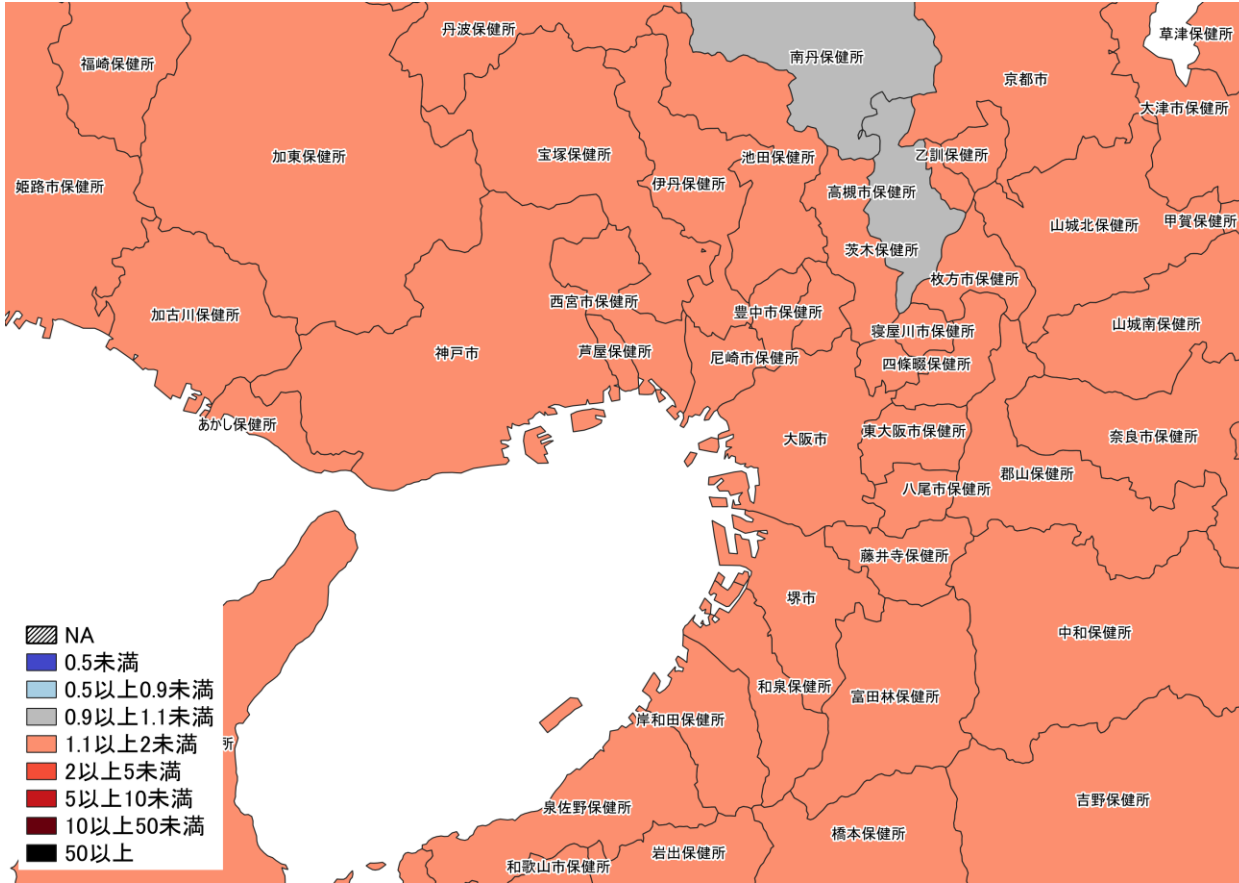 丹波保健所
草津保健所
福崎保健所
南丹保健所
京都市
大津市保健所
加東保健所
宝塚保健所
池田保健所
乙訓保健所
姫路市保健所
伊丹保健所
高槻市保健所
山城北保健所
甲賀保健所
茨木保健所
枚方市保健所
西宮市保健所
加古川保健所
豊中市保健所
寝屋川市保健所
山城南保健所
神戸市
芦屋保健所
尼崎市保健所
四條畷保健所
あかし保健所
大阪市
東大阪市保健所
奈良市保健所
郡山保健所
八尾市保健所
藤井寺保健所
堺市
中和保健所
和泉保健所
富田林保健所
岸和田保健所
所
泉佐野保健所
吉野保健所
橋本保健所
岩出保健所
和歌山市保健所
NA
0.5未満
0.5以上0.9未満
0.9以上1.1未満
1.1以上2未満
2以上5未満
5以上10未満
10以上50未満
50以上